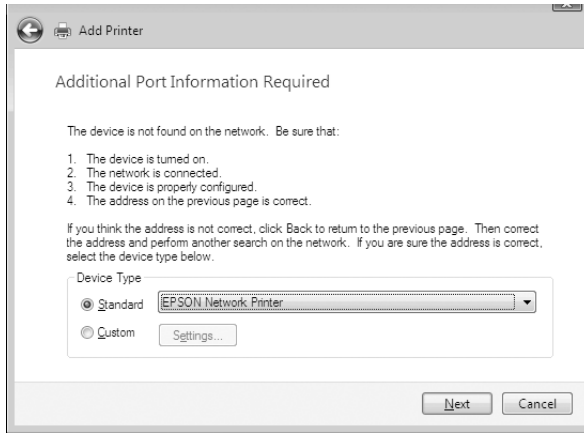 Add Printer
Additional Port Information Required
The device is not found on the network. Be sure that:
1. The device is turned on.
2. The network is connected.
3. The device is properly configured.
4. The address on the previous page is correct.
If you think the address is not correct, click Back to return to the previous page. Then correct
the address and perform another search on the network. If you are sure the address is correct,
select the device type below.
Device Type
Standard EPSON Network Printer
Custom Settings...
Next Cancel